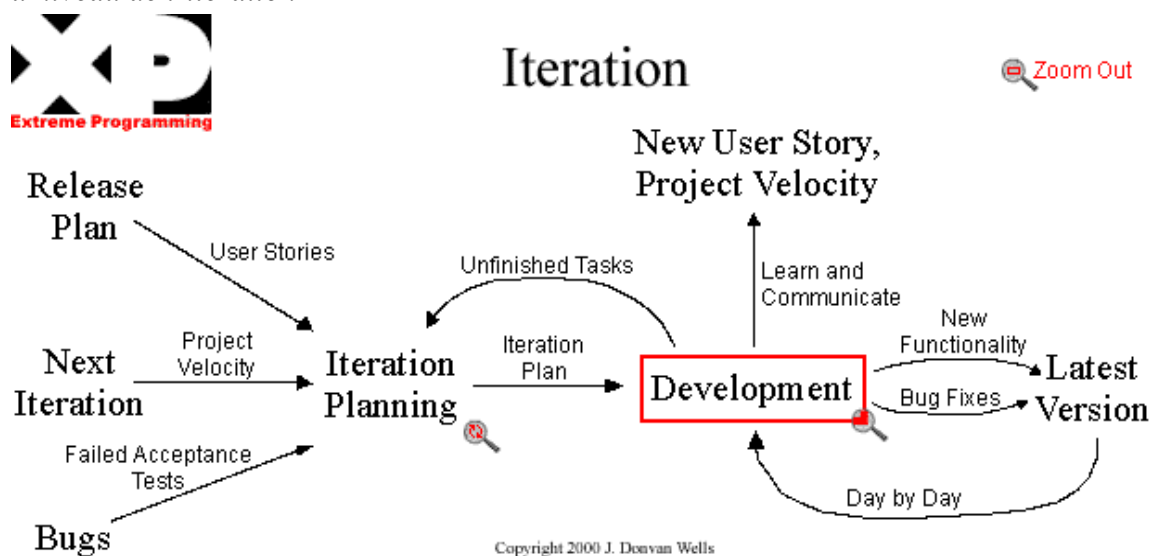 XP
Extreme Programming
Iteration
Zoom Out
New User Story,
Project Velocity
Release
Plan
User Stories
Unfinished Tasks
Learn and
Communicate
New
Functionality
Project
Velocity
Next
Iteration
Iteration
Planning
Iteration
Plan
Development
Bug Fixes
Latest
Version
Failed Acceptance
Tests
Day by Day
Bugs
Copyright 2000 J. Donvan Wells